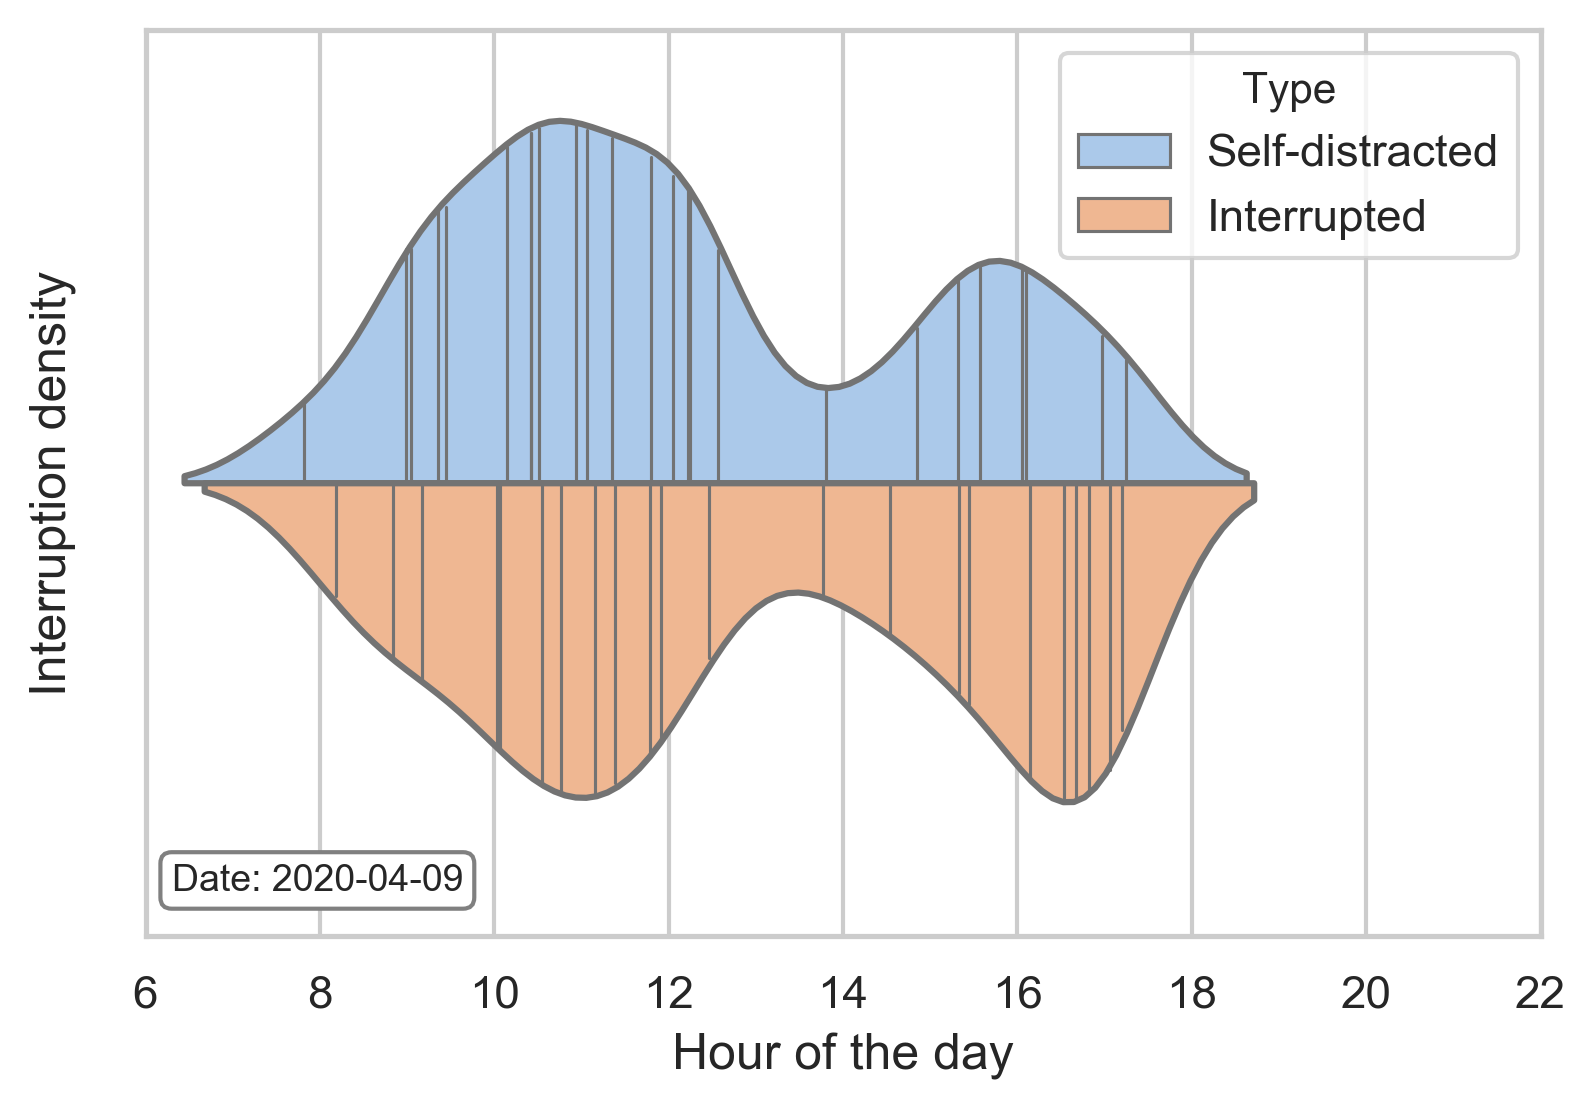 Type
Self-distracted
Interrupted
Interruption density
Date: 2020-04-09
6 8 10 12 14 16 18 20 22
Hour of the day